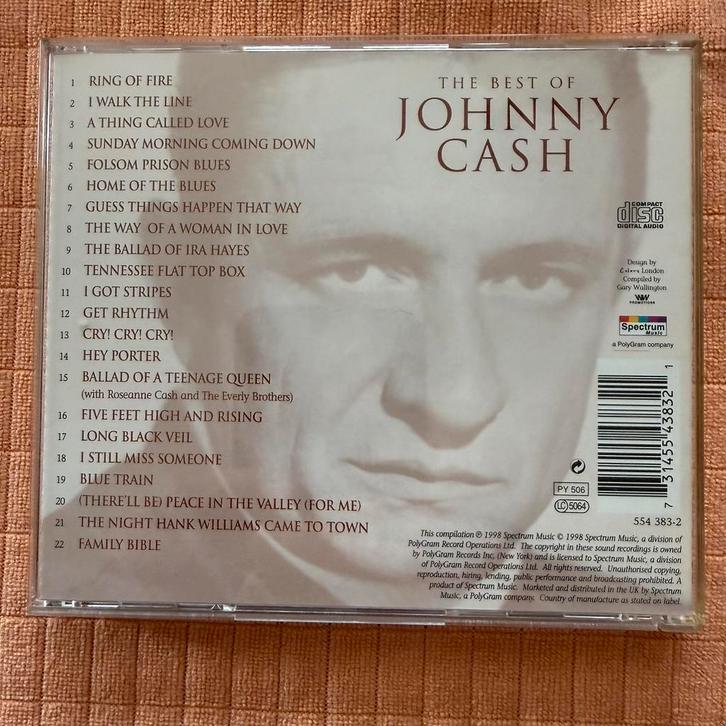 1 RING OF FIRE
2 I WALK THE LINE
3 A THING CALLED LOVE
4 SUNDAY MORNING COMING DOWN
5 FOLSOM PRISON BLUES
6 HOME OF THE BLUES
7 GUESS THINGS HAPPEN THAT WAY
8 THE WAY OF A WOMAN IN LOVE
9 THE BALLAD OF IRA HAYES
10 TENNESSEE FLAT TOP BOX
11 I GOT STRIPES
12 GET RHYTHM
13 CRY! CRY! CRY!
14 HEY PORTER
15 BALLAD OF A TEENAGE QUEEN
(with Roseanne Cash and The Everly Brothers)
16 FIVE FEET HIGH AND RISING
17 LONG BLACK VEIL
18 I STILL MISS SOMEONE
19 BLUE TRAIN
20 (THERE'LL BE) PEACE IN THE VALLEY (FOR ME)
21 THE NIGHT HANK WILLIAMS CAME TO TOWN
22 FAMILY BIBLE
THE BEST OF
JOHNNY
CASH
COMPACT
disc
DIGITAL AUDIO
Design by
London
Compiled by
Gary Wallington
PROMOTIONS
Spectrum
Music
a PolyGram company
7 31455 43832 1
PY 506
LC 5064
554 383-2
This compilation ℗ 1998 Spectrum Music © 1998 Spectrum Music, a division of
PolyGram Record Operations Ltd. The copyright in these sound recordings is owned
by PolyGram Records Inc, (New York) and is licensed to Spectrum Music, a division
of PolyGram Record Operations Ltd. All rights reserved. Unauthorised copying,
reproduction, hiring, lending, public performance and broadcasting prohibited. A
product of Spectrum Music. Marketed and distributed in the UK by Spectrum
Music, a PolyGram company. Country of manufacture as stated on label.